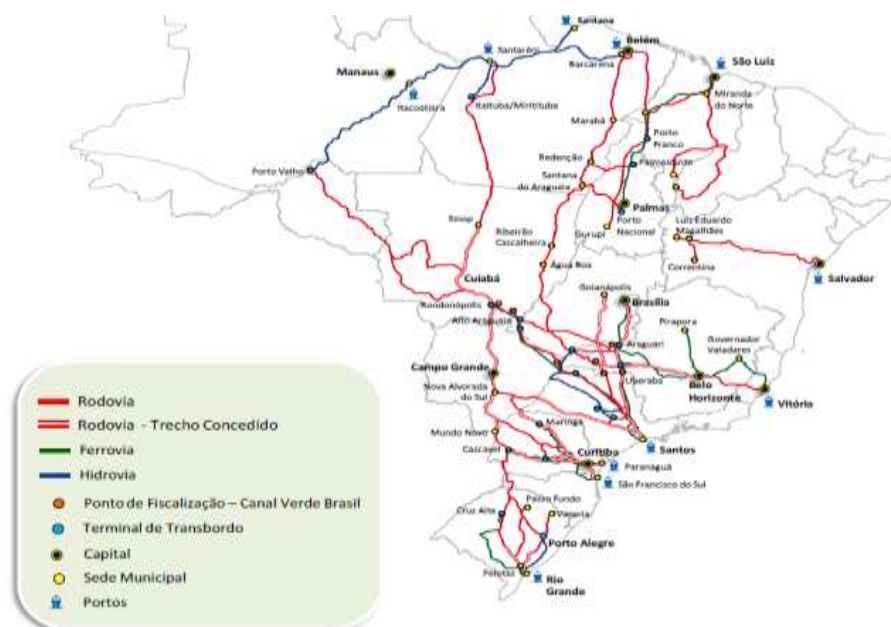 Santana
Santarém
Belém
Barcarena
São Luiz
Manaus
Miranda
do Norte
Itacoatiara
Itaituba/Miritituba
Marabá
Porto
Franco
Redenção
Palmeirante
Porto Velho
Santana
do Araguaia
Palmas
Porto
Nacional
Gurupi
Sinop
Ribeirão
Cascalheira
Luiz Eduardo
Magalhães
Correntina
Água Boa
Salvador
Cuiabá
Goianápolis
Brasília
Rondonópolis
Alto Araguaia
Pirapora
Governador
Valadares
Araguari
Campo Grande
Uberaba
Belo
Horizonte
Vitória
Nova Alvorada
do Sul
Maringa
Mundo Novo
Santos
Cascavel
Curitiba
Paranaguá
São Francisco do Sul
Passo Fundo
Cruz Alta
Vacaria
Porto Alegre
Pelotas
Rio
Grande
Rodovia
Rodovia - Trecho Concedido
Ferrovia
Hidrovia
Ponto de Fiscalização – Canal Verde Brasil
Terminal de Transbordo
Capital
Sede Municipal
Portos